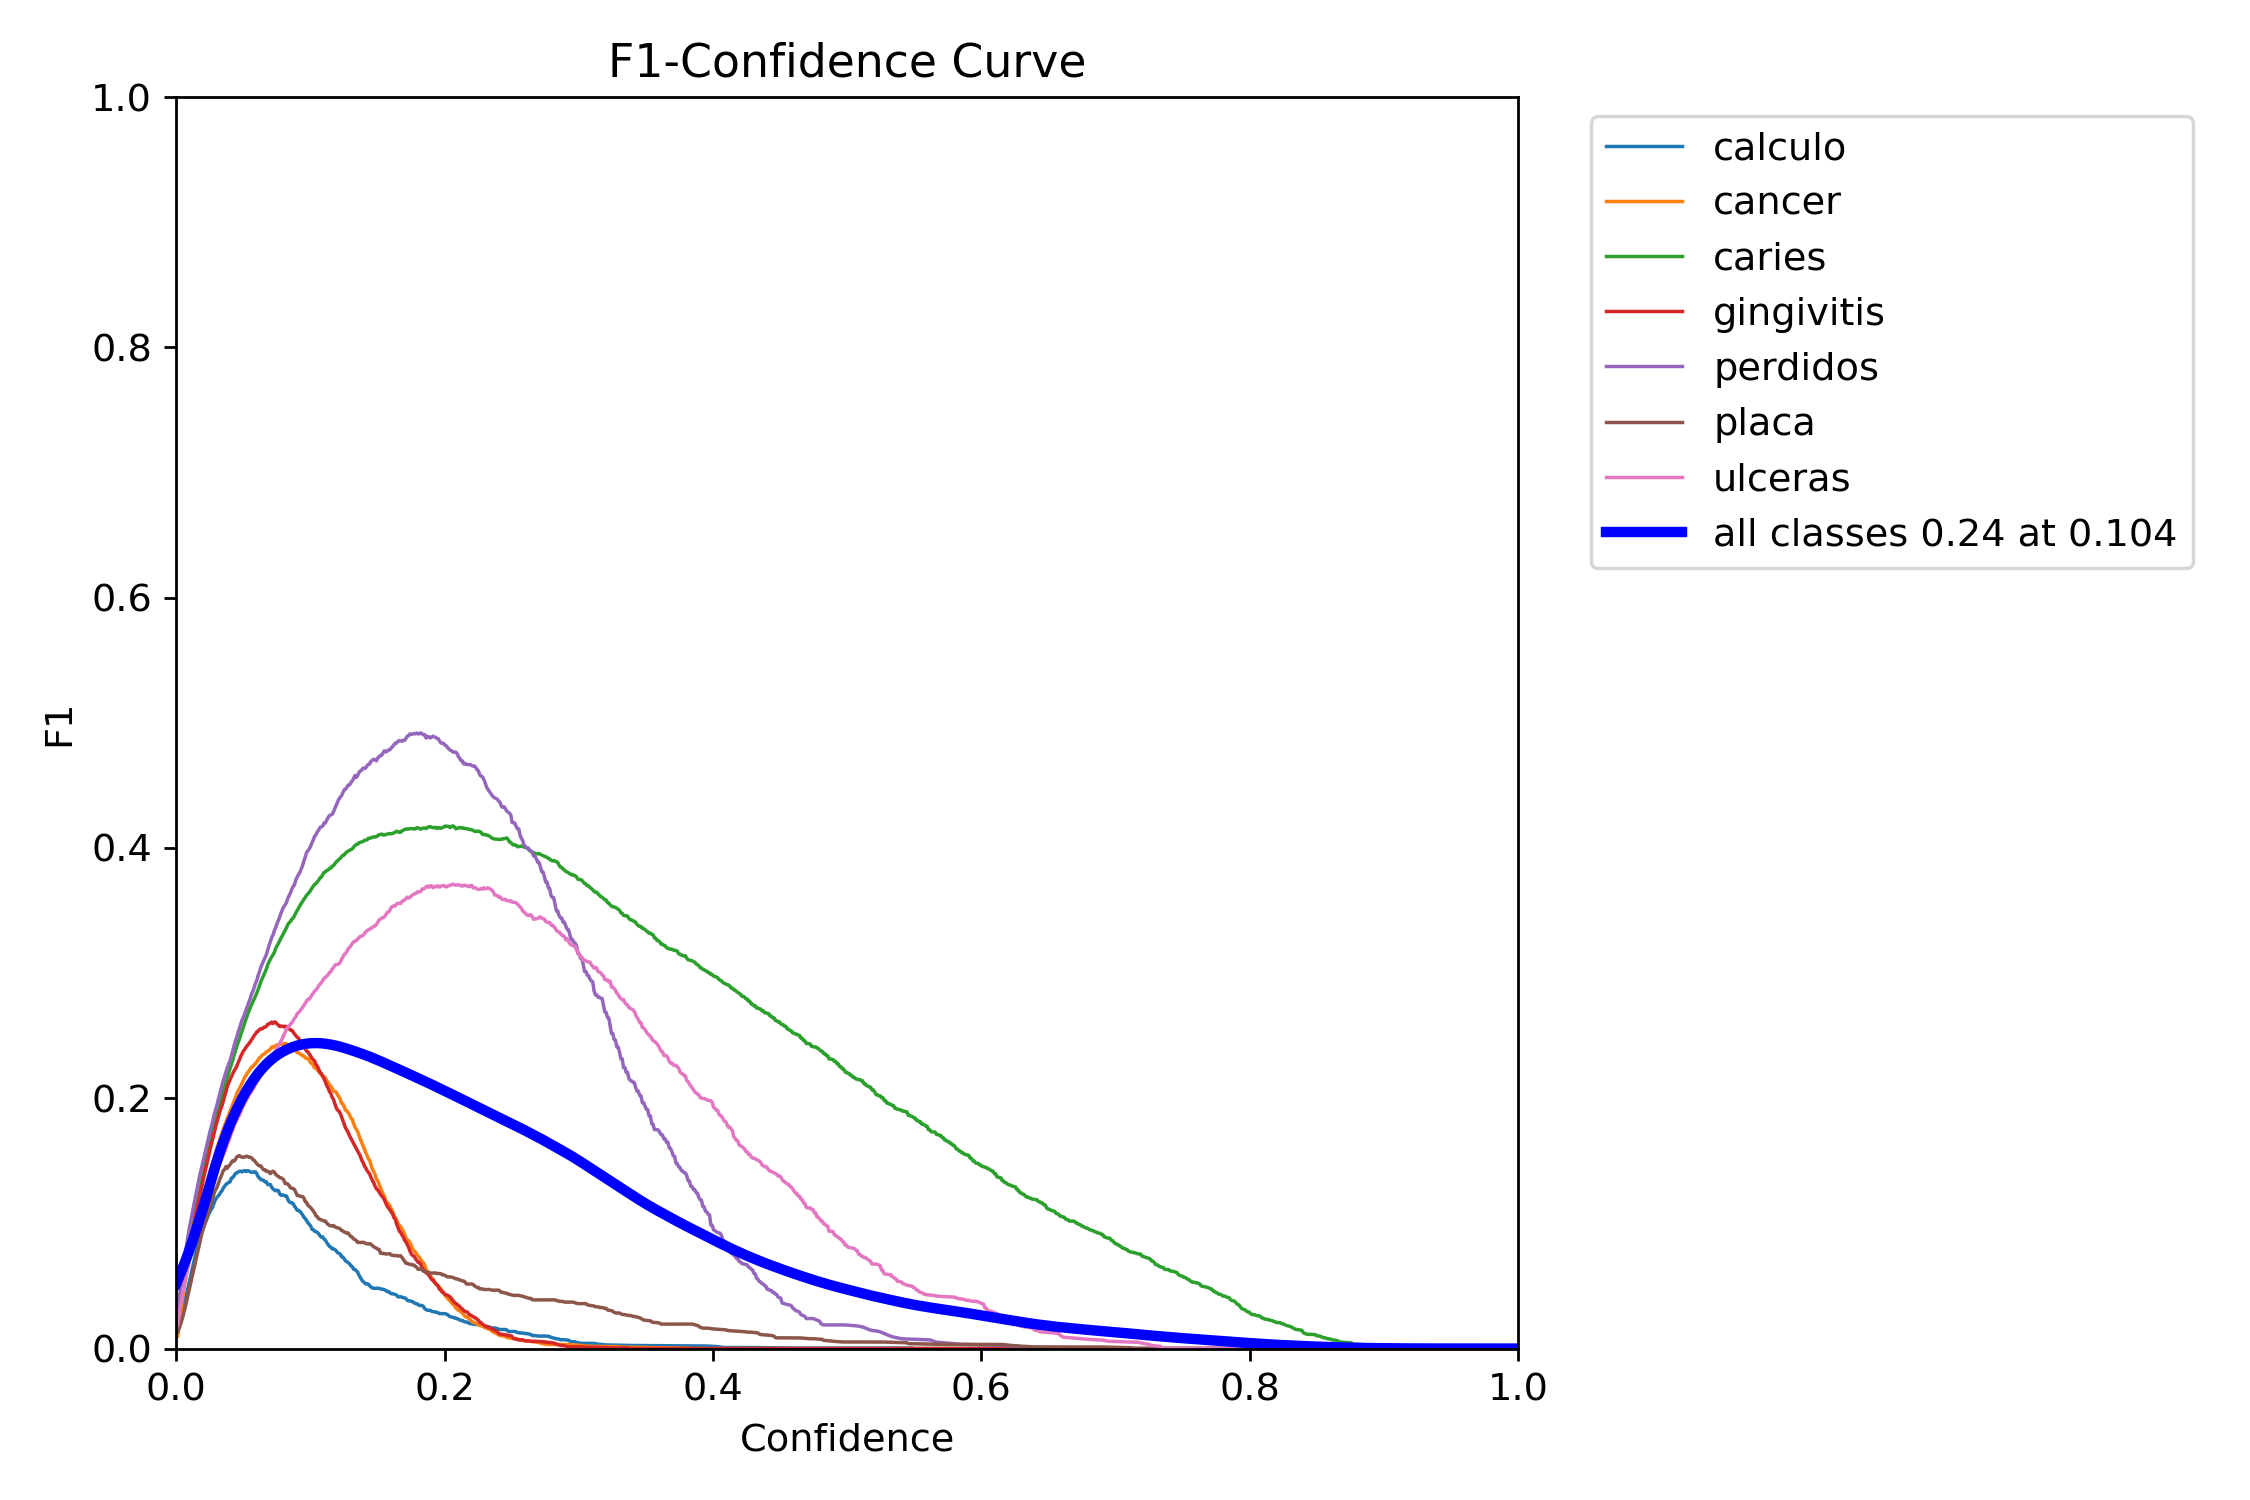 F1-Confidence Curve
1.0
0.8
0.6
0.4
0.2
0.0
F1
0.0 0.2 0.4 0.6 0.8 1.0
Confidence
calculo
cancer
caries
gingivitis
perdidos
placa
ulceras
all classes 0.24 at 0.104